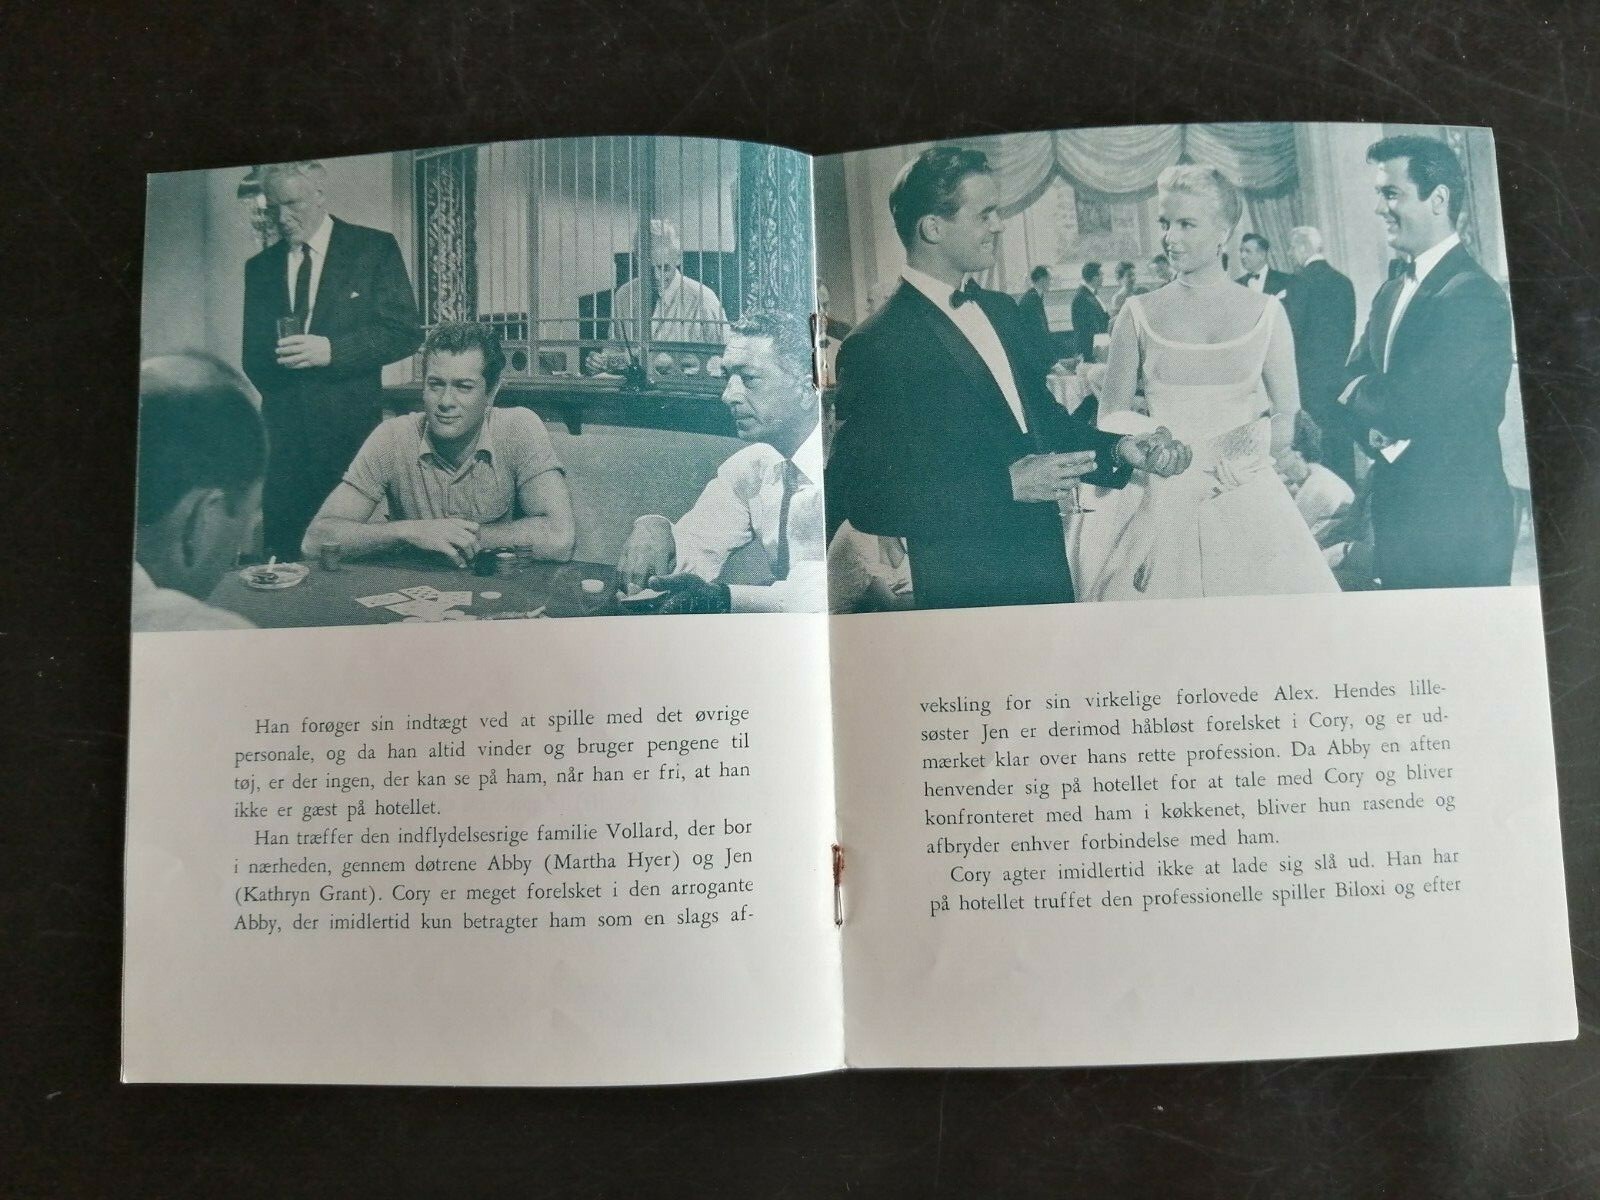 Han forøger sin indtægt ved at spille med det øvrige
personale, og da han altid vinder og bruger pengene til
tøj, er der ingen, der kan se på ham, når han er fri, at han
ikke er gæst på hotellet.
Han træffer den indflydelsesrige familie Vollard, der bor
i nærheden, gennem døtrene Abby (Martha Hyer) og Jen
(Kathryn Grant). Cory er meget forelsket i den arrogante
Abby, der imidlertid kun betragter ham som en slags af-
veksling for sin virkelige forlovede Alex. Hendes lille-
søster Jen er derimod håbløst forelsket i Cory, og er ud-
mærket klar over hans rette profession. Da Abby en aften
henvender sig på hotellet for at tale med Cory og bliver
konfronteret med ham i køkkenet, bliver hun rasende og
afbryder enhver forbindelse med ham.
Cory agter imidlertid ikke at lade sig slå ud. Han har
på hotellet truffet den professionelle spiller Biloxi og efter